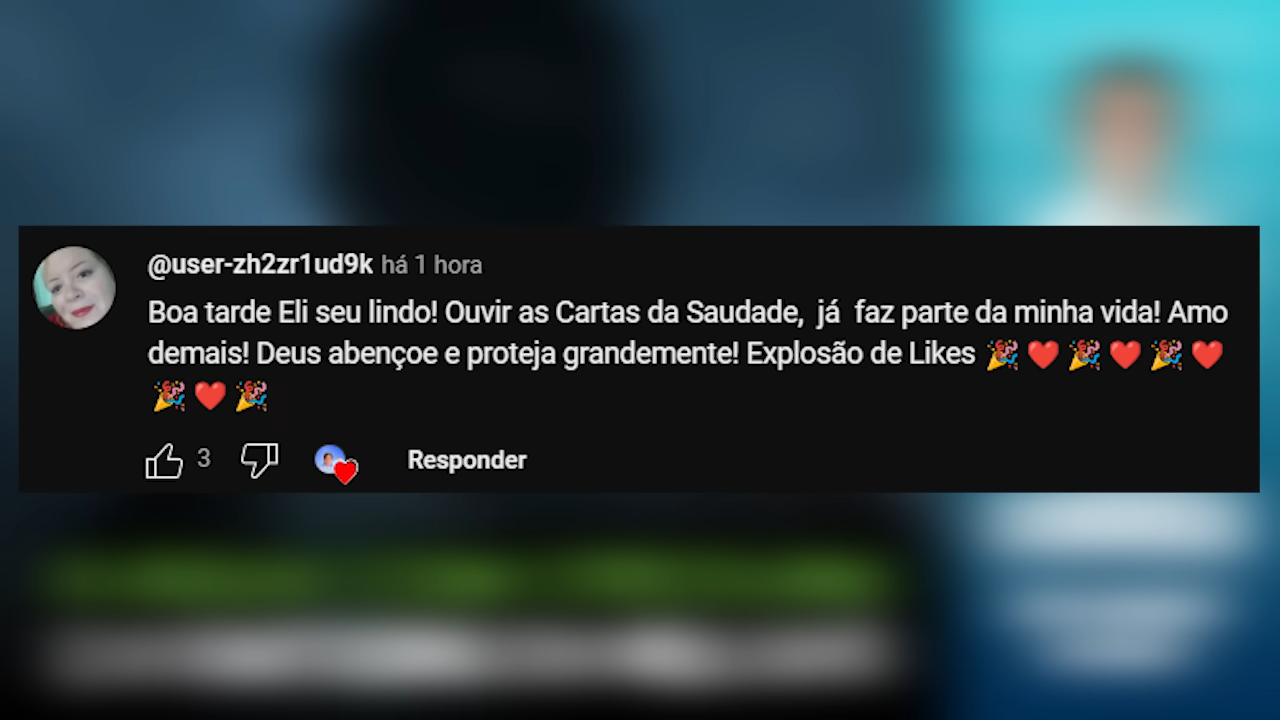 @user-zh2zr1ud9k há 1 hora
Boa tarde Eli seu lindo! Ouvir as Cartas da Saudade,  já  faz parte da minha vida! Amo
demais! Deus abençoe e proteja grandemente! Explosão de Likes 🎉❤️🎉❤️🎉❤️
🎉❤️🎉
3 Responder